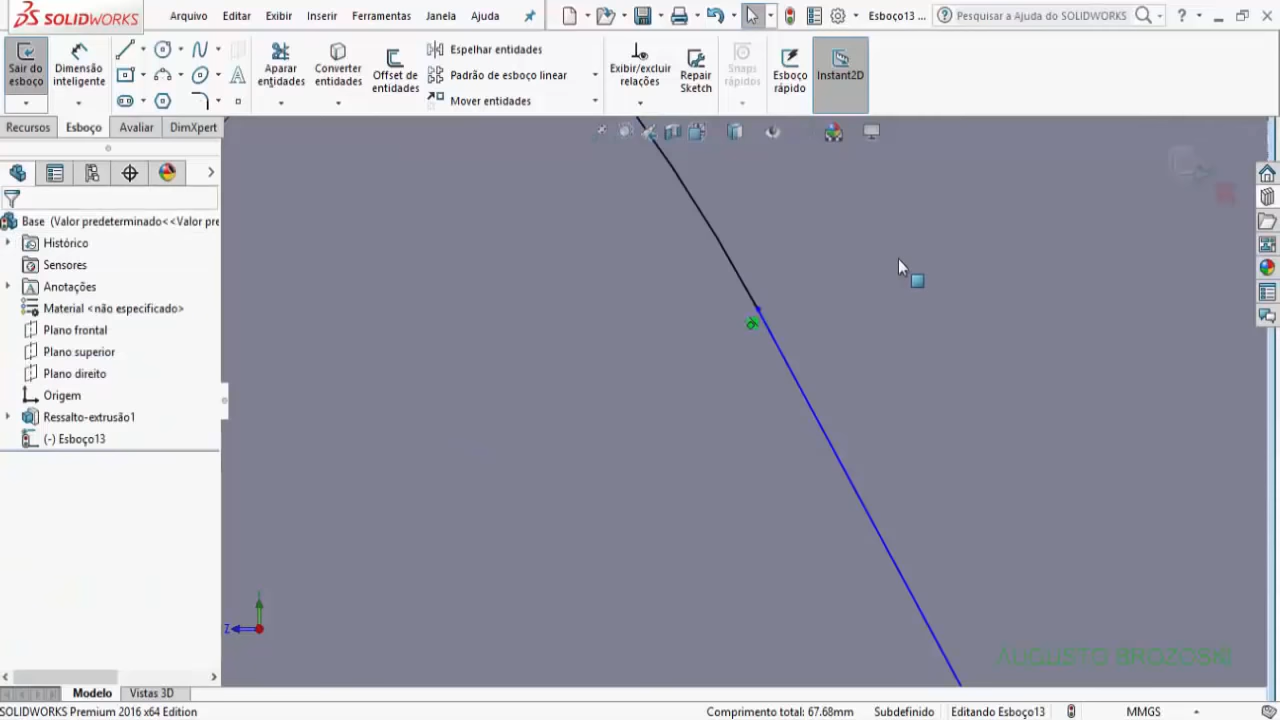 SOLIDWORKS
Arquivo Editar Exibir Inserir Ferramentas Janela Ajuda
Esboço13 ...
Pesquisar a Ajuda do SOLIDWORKS
Sair do esboço
Dimensão inteligente
Aparar entidades
Converter entidades
Offset de entidades
Espelhar entidades
Padrão de esboço linear
Mover entidades
Exibir/excluir relações
Repair Sketch
Snaps rápidos
Esboço rápido
Instant2D
Recursos Esboço Avaliar DimXpert
Base (Valor predeterminado<<Valor pre
Histórico
Sensores
Anotações
Material <não especificado>
Plano frontal
Plano superior
Plano direito
Origem
Ressalto-extrusão1
(-) Esboço13
Z
AUGUSTO BROZOSKI
Modelo Vistas 3D
SOLIDWORKS Premium 2016 x64 Edition
Comprimento total: 67.68mm Subdefinido Editando Esboço13 MMGS